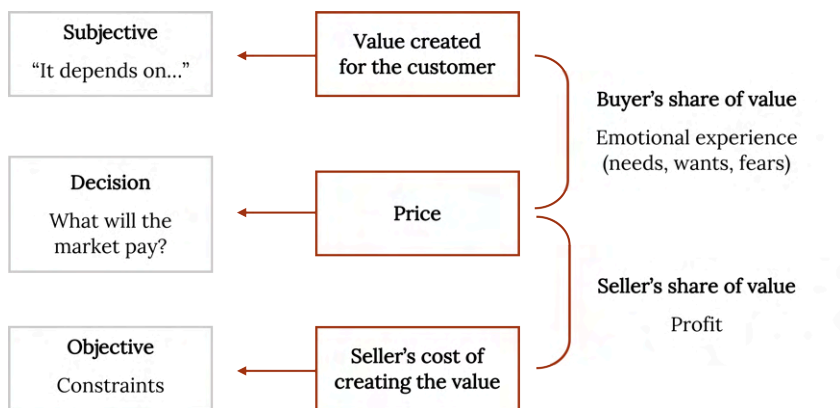 Subjective
“It depends on...”
Value created
for the customer
Buyer’s share of value
Emotional experience
(needs, wants, fears)
Decision
What will the
market pay?
Price
Seller’s share of value
Profit
Objective
Constraints
Seller’s cost of
creating the value